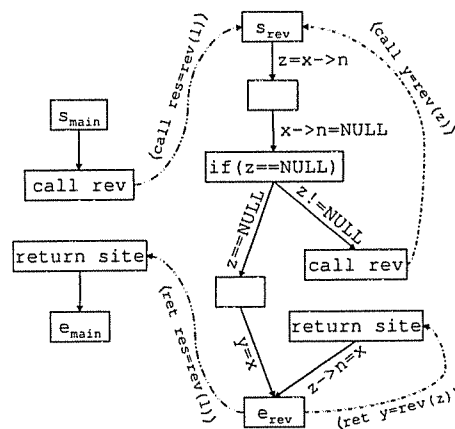 s_rev
z=x->n
x->n=NULL
if(z==NULL)
z==NULL
z!=NULL
call rev
return site
y=x
z->n=x
e_rev
s_main
call rev
return site
e_main
(call res=rev(l))
(call y=rev(z))
(ret res=rev(l))
(ret y=rev(z))